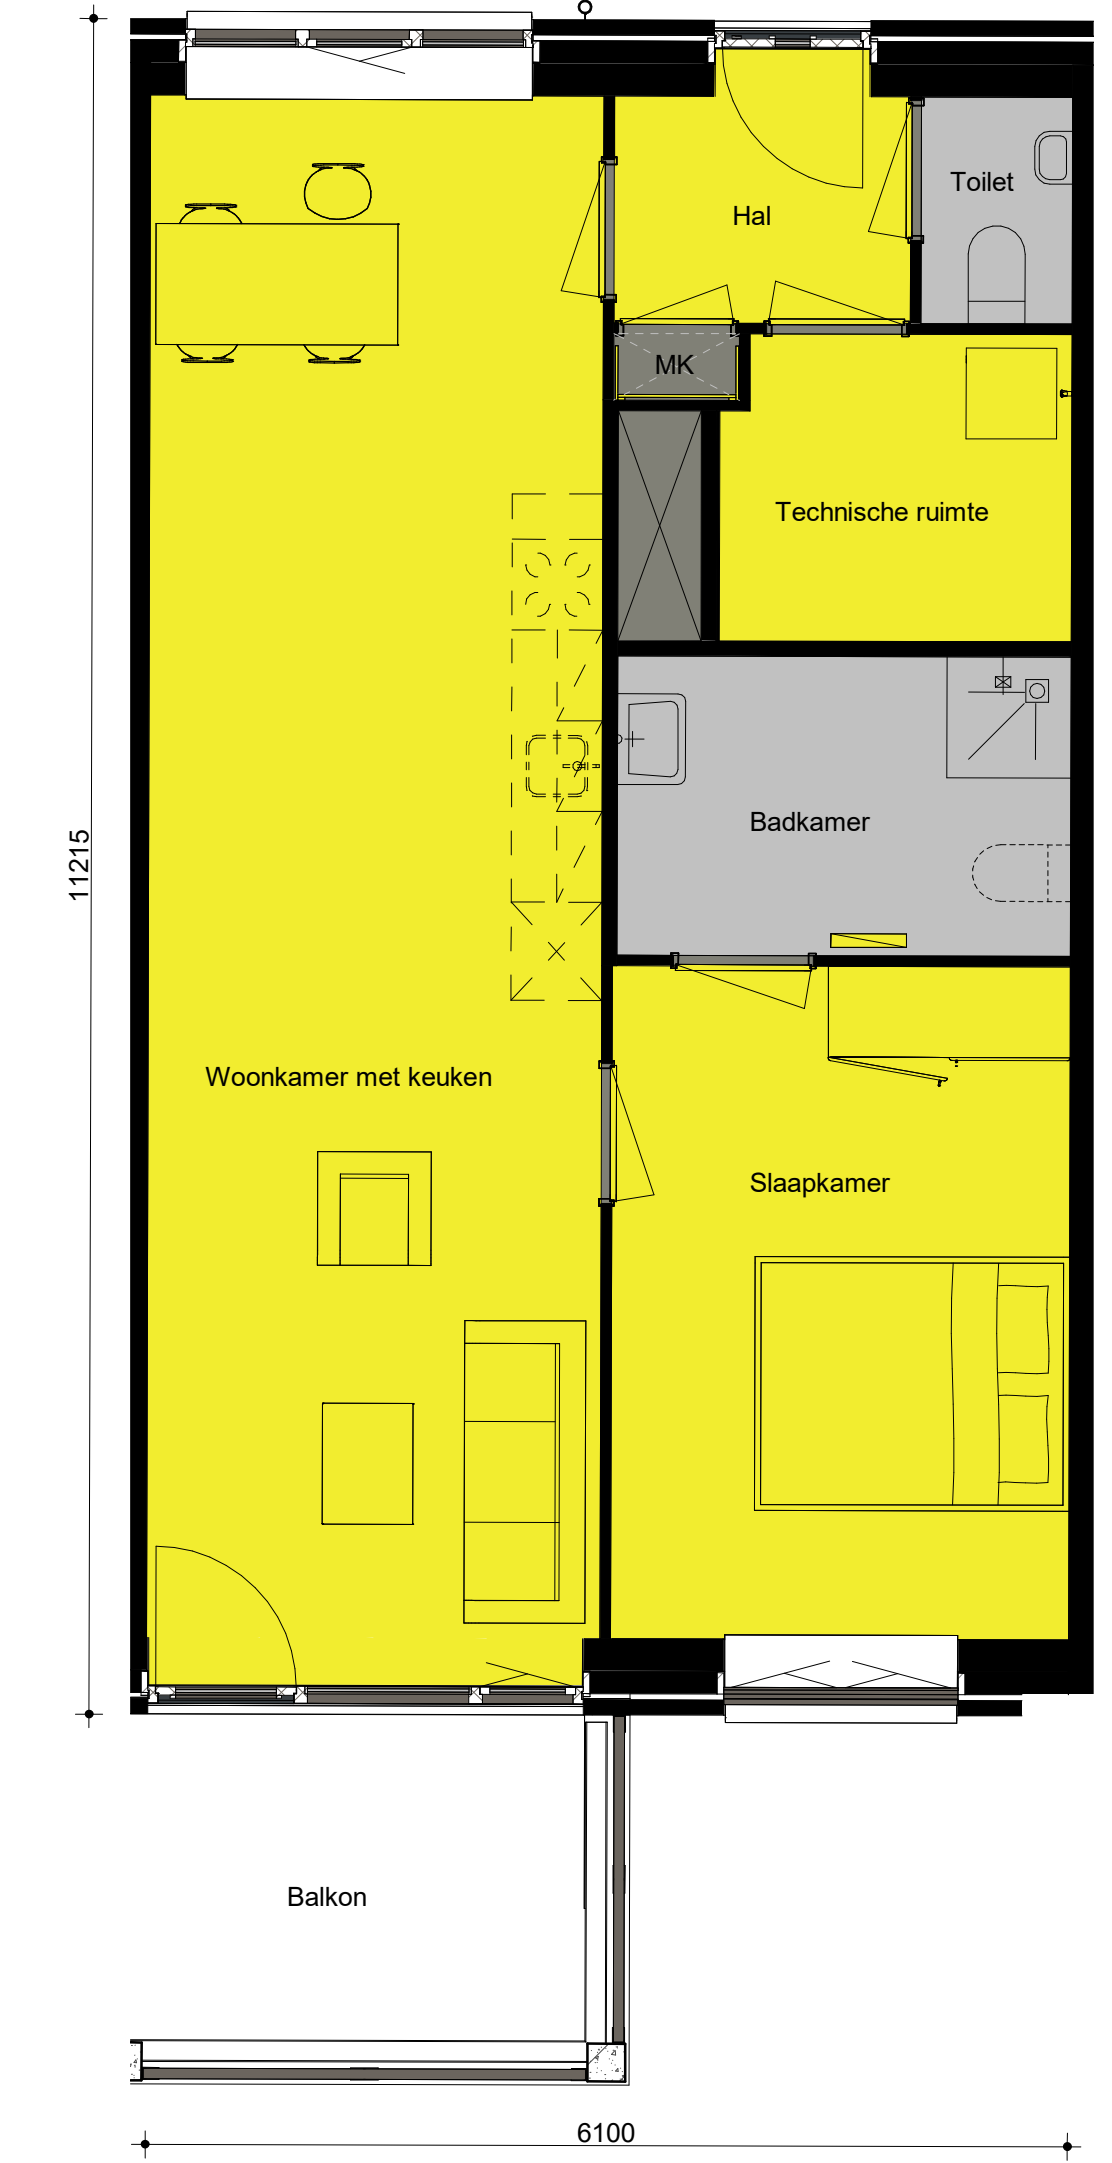 Toilet
Hal
MK
Technische ruimte
Badkamer
11215
Woonkamer met keuken
Slaapkamer
Balkon
6100